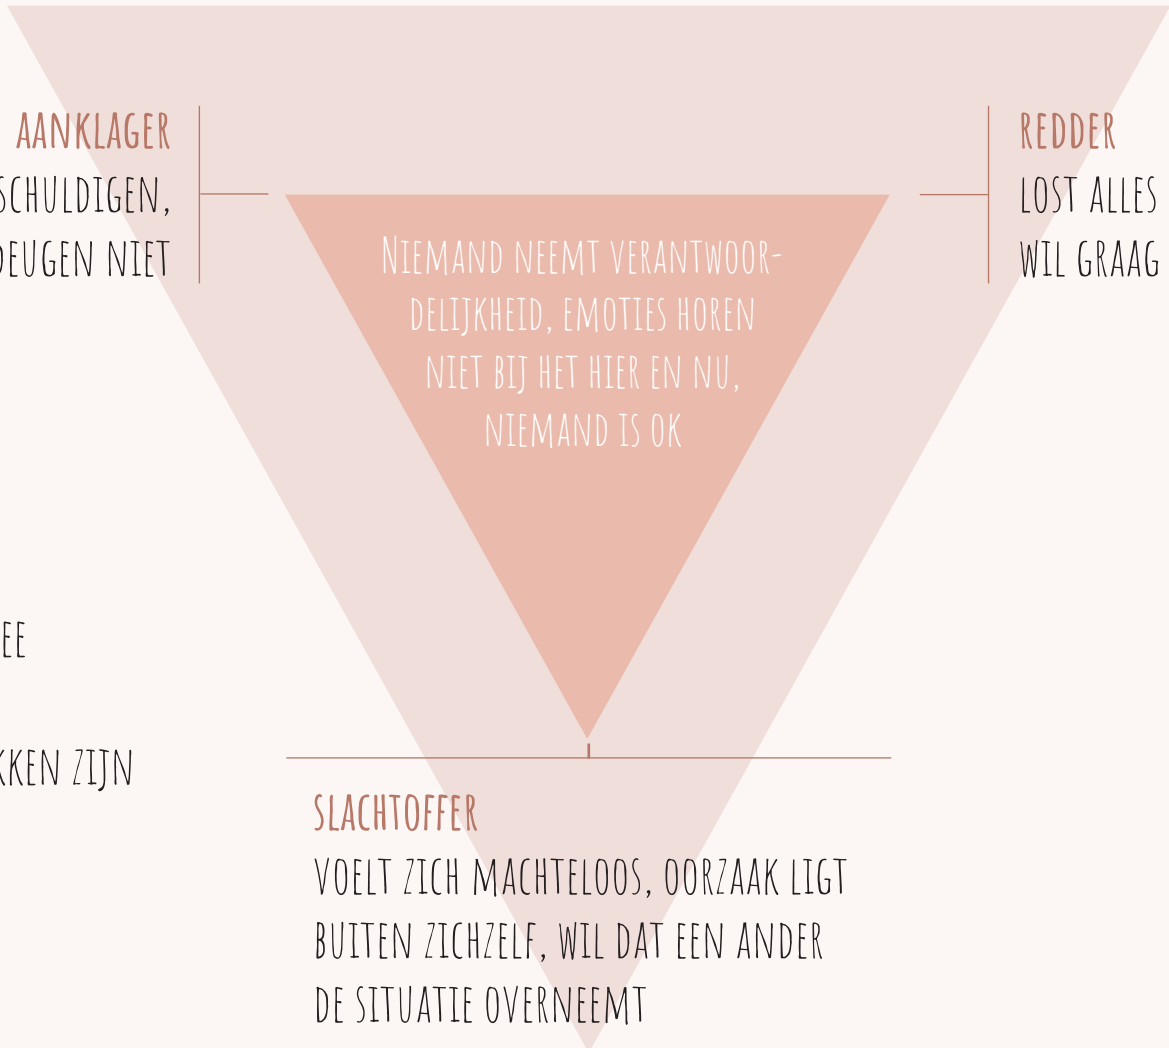 AANKLAGER
SCHULDIGEN,
DEUGEN NIET
REDDER
LOST ALLES
WIL GRAAG
NIEMAND NEEMT VERANTWOOR-
DELIJKHEID, EMOTIES HOREN
NIET BIJ HET HIER EN NU,
NIEMAND IS OK
EE
KKEN ZIJN
SLACHTOFFER
VOELT ZICH MACHTELOOS, OORZAAK LIGT
BUITEN ZICHZELF, WIL DAT EEN ANDER
DE SITUATIE OVERNEEMT